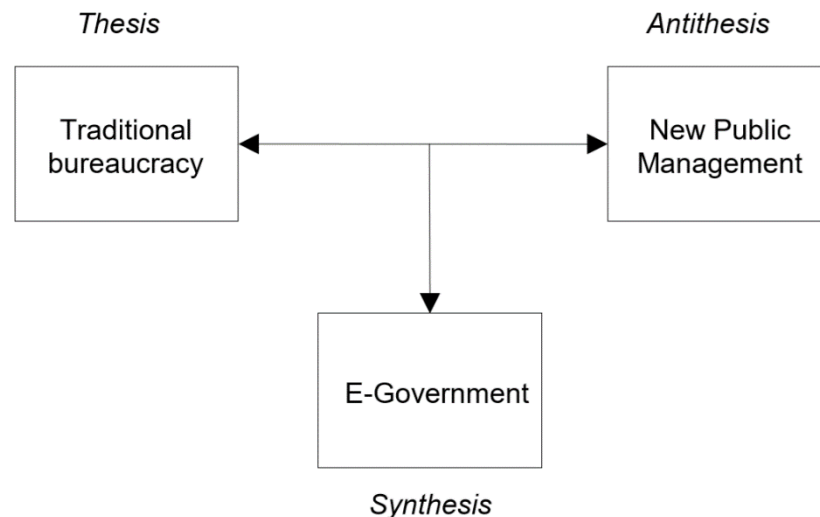 Thesis
Antithesis
Traditional
bureaucracy
New Public
Management
E-Government
Synthesis